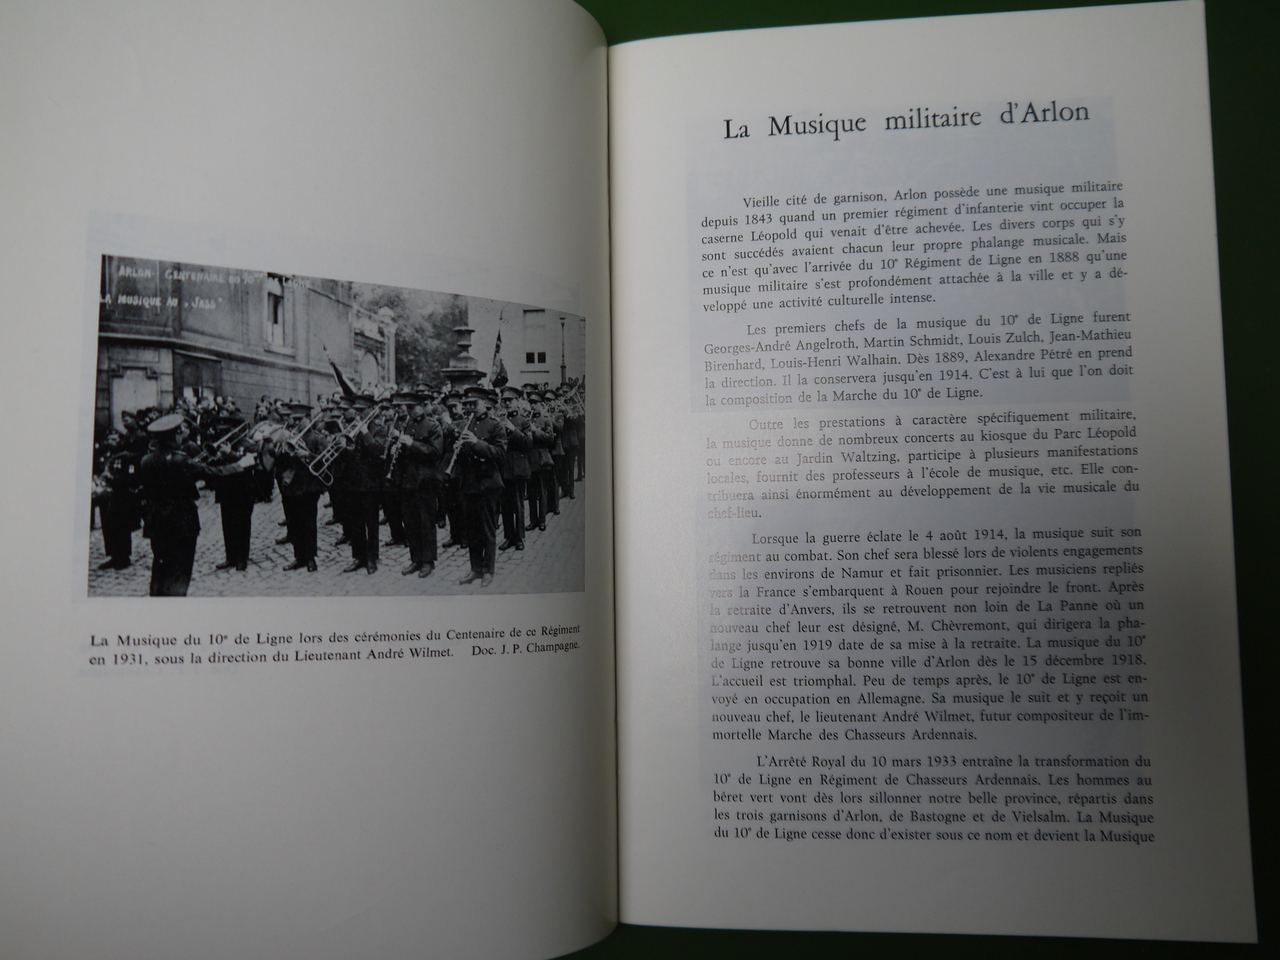 ARLON - CENTENAIRE DU 10me LIGNE
LA MUSIQUE AU "JASS"
La Musique du 10e de Ligne lors des cérémonies du Centenaire de ce Régiment
en 1931, sous la direction du Lieutenant André Wilmet. Doc. J. P. Champagne.
La Musique militaire d'Arlon
Vieille cité de garnison, Arlon possède une musique militaire
depuis 1843 quand un premier régiment d'infanterie vint occuper la
caserne Léopold qui venait d'être achevée. Les divers corps qui s'y
sont succédés avaient chacun leur propre phalange musicale. Mais
ce n'est qu'avec l'arrivée du 10e Régiment de Ligne en 1888 qu'une
musique militaire s'est profondément attachée à la ville et y a dé-
veloppé une activité culturelle intense.
Les premiers chefs de la musique du 10e de Ligne furent
Georges-André Angelroth, Martin Schmidt, Louis Zulch, Jean-Mathieu
Birenhard, Louis-Henri Walhain. Dès 1889, Alexandre Pétré en prend
la direction. Il la conservera jusqu'en 1914. C'est à lui que l'on doit
la composition de la Marche du 10e de Ligne.
Outre les prestations à caractère spécifiquement militaire,
la musique donne de nombreux concerts au kiosque du Parc Léopold
ou encore au Jardin Waltzing, participe à plusieurs manifestations
locales, fournit des professeurs à l'école de musique, etc. Elle con-
tribuera ainsi énormément au développement de la vie musicale du
chef-lieu.
Lorsque la guerre éclate le 4 août 1914, la musique suit son
régiment au combat. Son chef sera blessé lors de violents engagements
dans les environs de Namur et fait prisonnier. Les musiciens repliés
vers la France s'embarquent à Rouen pour rejoindre le front. Après
la retraite d'Anvers, ils se retrouvent non loin de La Panne où un
nouveau chef leur est désigné, M. Chèvremont, qui dirigera la pha-
lange jusqu'en 1919 date de sa mise à la retraite. La musique du 10e
de Ligne retrouve sa bonne ville d'Arlon dès le 15 décembre 1918.
L'accueil est triomphal. Peu de temps après, le 10e de Ligne est en-
voyé en occupation en Allemagne. Sa musique le suit et y reçoit un
nouveau chef, le lieutenant André Wilmet, futur compositeur de l'im-
mortelle Marche des Chasseurs Ardennais.
L'Arrêté Royal du 10 mars 1933 entraîne la transformation du
10e de Ligne en Régiment de Chasseurs Ardennais. Les hommes au
béret vert vont dès lors sillonner notre belle province, répartis dans
les trois garnisons d'Arlon, de Bastogne et de Vielsalm. La Musique
du 10e de Ligne cesse donc d'exister sous ce nom et devient la Musique